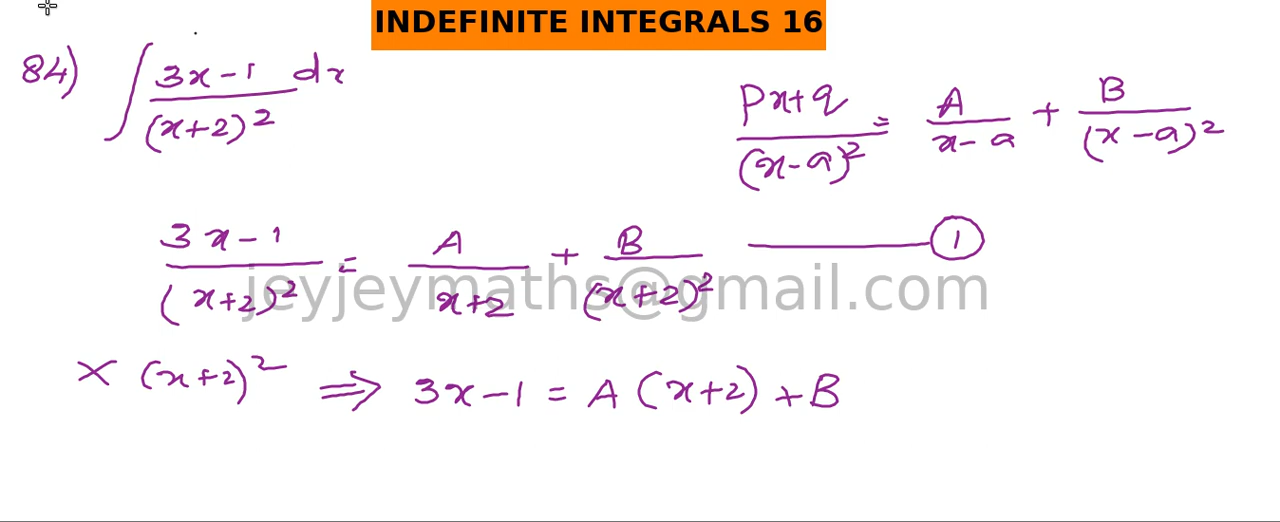 INDEFINITE INTEGRALS 16
84) ∫ (3x-1)/(x+2)² dx
(Px+q)/(x-a)² = A/(x-a) + B/(x-a)²
(3x-1)/(x+2)² = A/(x+2) + B/(x+2)² ——— ①
jeyjeymaths@gmail.com
× (x+2)² ⇒ 3x-1 = A(x+2)+B